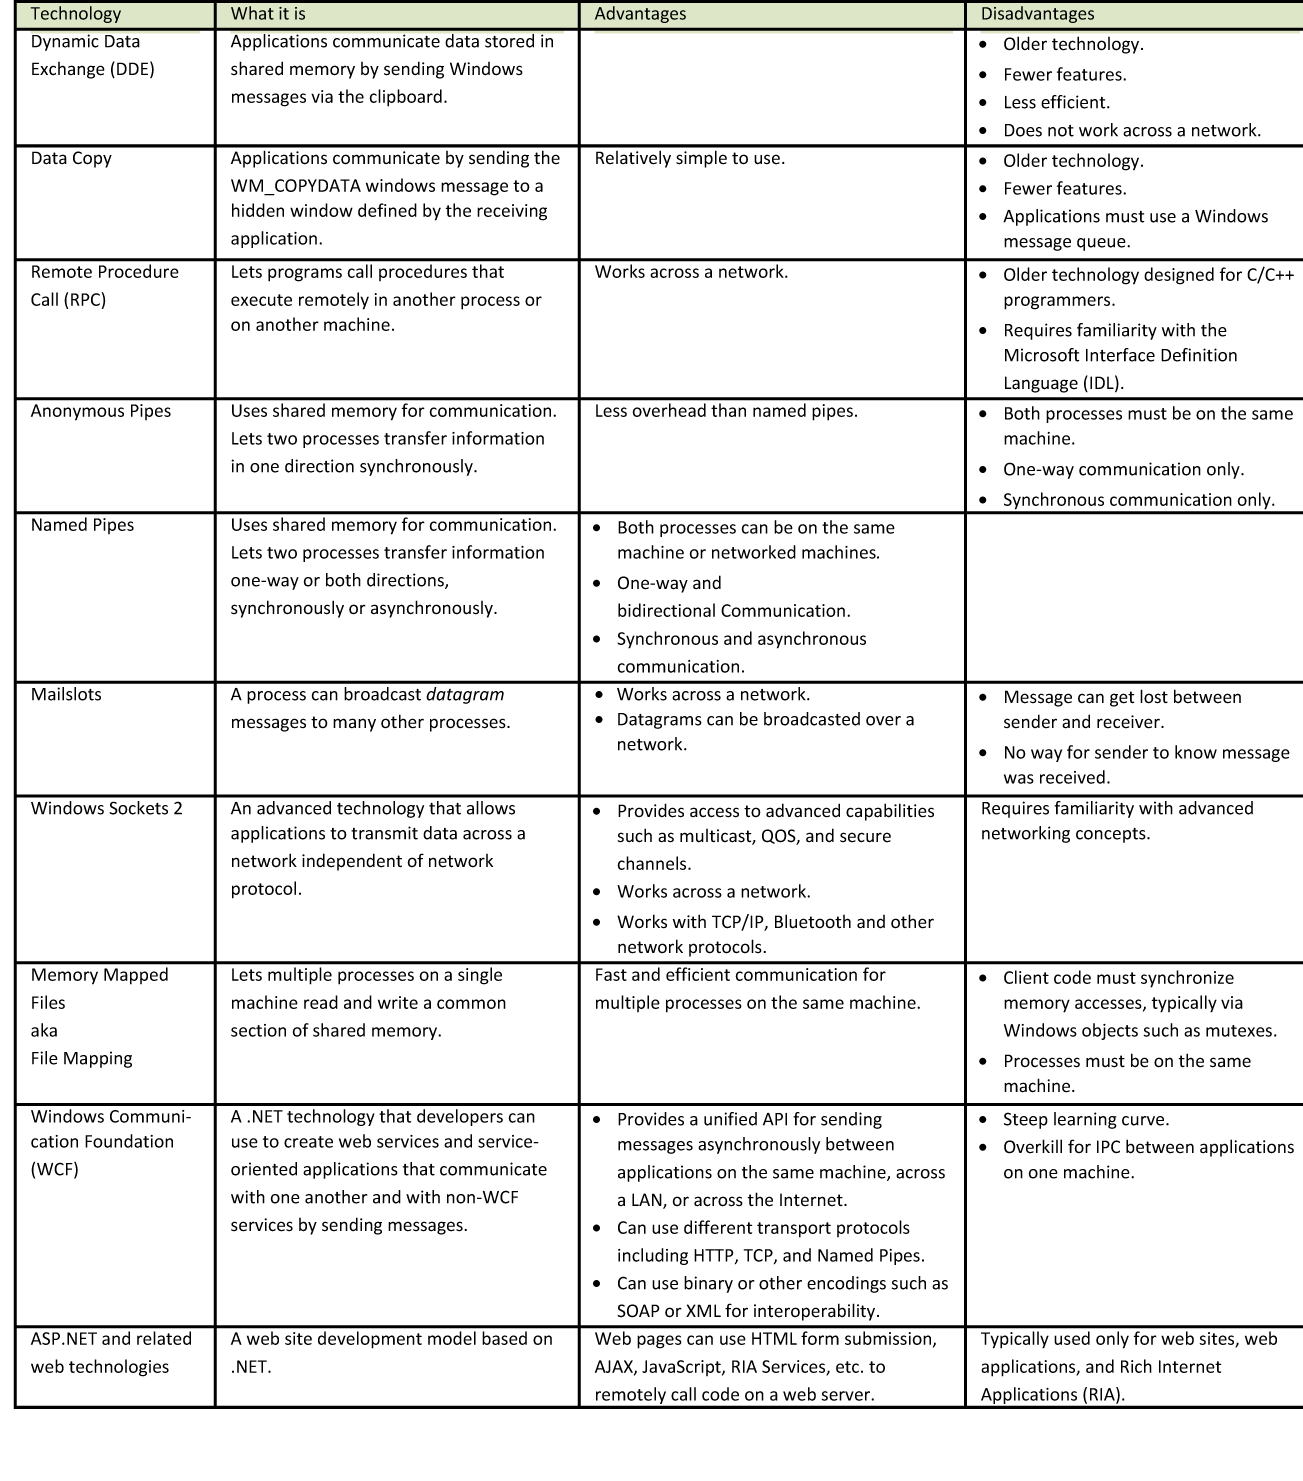 Technology
What it is
Advantages
Disadvantages
Dynamic Data
Exchange (DDE)
Applications communicate data stored in
shared memory by sending Windows
messages via the clipboard.
• Older technology.
• Fewer features.
• Less efficient.
• Does not work across a network.
Data Copy
Applications communicate by sending the
WM_COPYDATA windows message to a
hidden window defined by the receiving
application.
Relatively simple to use.
• Older technology.
• Fewer features.
• Applications must use a Windows
message queue.
Remote Procedure
Call (RPC)
Lets programs call procedures that
execute remotely in another process or
on another machine.
Works across a network.
• Older technology designed for C/C++
programmers.
• Requires familiarity with the
Microsoft Interface Definition
Language (IDL).
Anonymous Pipes
Uses shared memory for communication.
Lets two processes transfer information
in one direction synchronously.
Less overhead than named pipes.
• Both processes must be on the same
machine.
• One-way communication only.
• Synchronous communication only.
Named Pipes
Uses shared memory for communication.
Lets two processes transfer information
one-way or both directions,
synchronously or asynchronously.
• Both processes can be on the same
machine or networked machines.
• One-way and
bidirectional Communication.
• Synchronous and asynchronous
communication.
Mailslots
A process can broadcast datagram
messages to many other processes.
• Works across a network.
• Datagrams can be broadcasted over a
network.
• Message can get lost between
sender and receiver.
• No way for sender to know message
was received.
Windows Sockets 2
An advanced technology that allows
applications to transmit data across a
network independent of network
protocol.
• Provides access to advanced capabilities
such as multicast, QOS, and secure
channels.
• Works across a network.
• Works with TCP/IP, Bluetooth and other
network protocols.
Requires familiarity with advanced
networking concepts.
Memory Mapped
Files
aka
File Mapping
Lets multiple processes on a single
machine read and write a common
section of shared memory.
Fast and efficient communication for
multiple processes on the same machine.
• Client code must synchronize
memory accesses, typically via
Windows objects such as mutexes.
• Processes must be on the same
machine.
Windows Communi-
cation Foundation
(WCF)
A .NET technology that developers can
use to create web services and service-
oriented applications that communicate
with one another and with non-WCF
services by sending messages.
• Provides a unified API for sending
messages asynchronously between
applications on the same machine, across
a LAN, or across the Internet.
• Can use different transport protocols
including HTTP, TCP, and Named Pipes.
• Can use binary or other encodings such as
SOAP or XML for interoperability.
• Steep learning curve.
• Overkill for IPC between applications
on one machine.
ASP.NET and related
web technologies
A web site development model based on
.NET.
Web pages can use HTML form submission,
AJAX, JavaScript, RIA Services, etc. to
remotely call code on a web server.
Typically used only for web sites, web
applications, and Rich Internet
Applications (RIA).